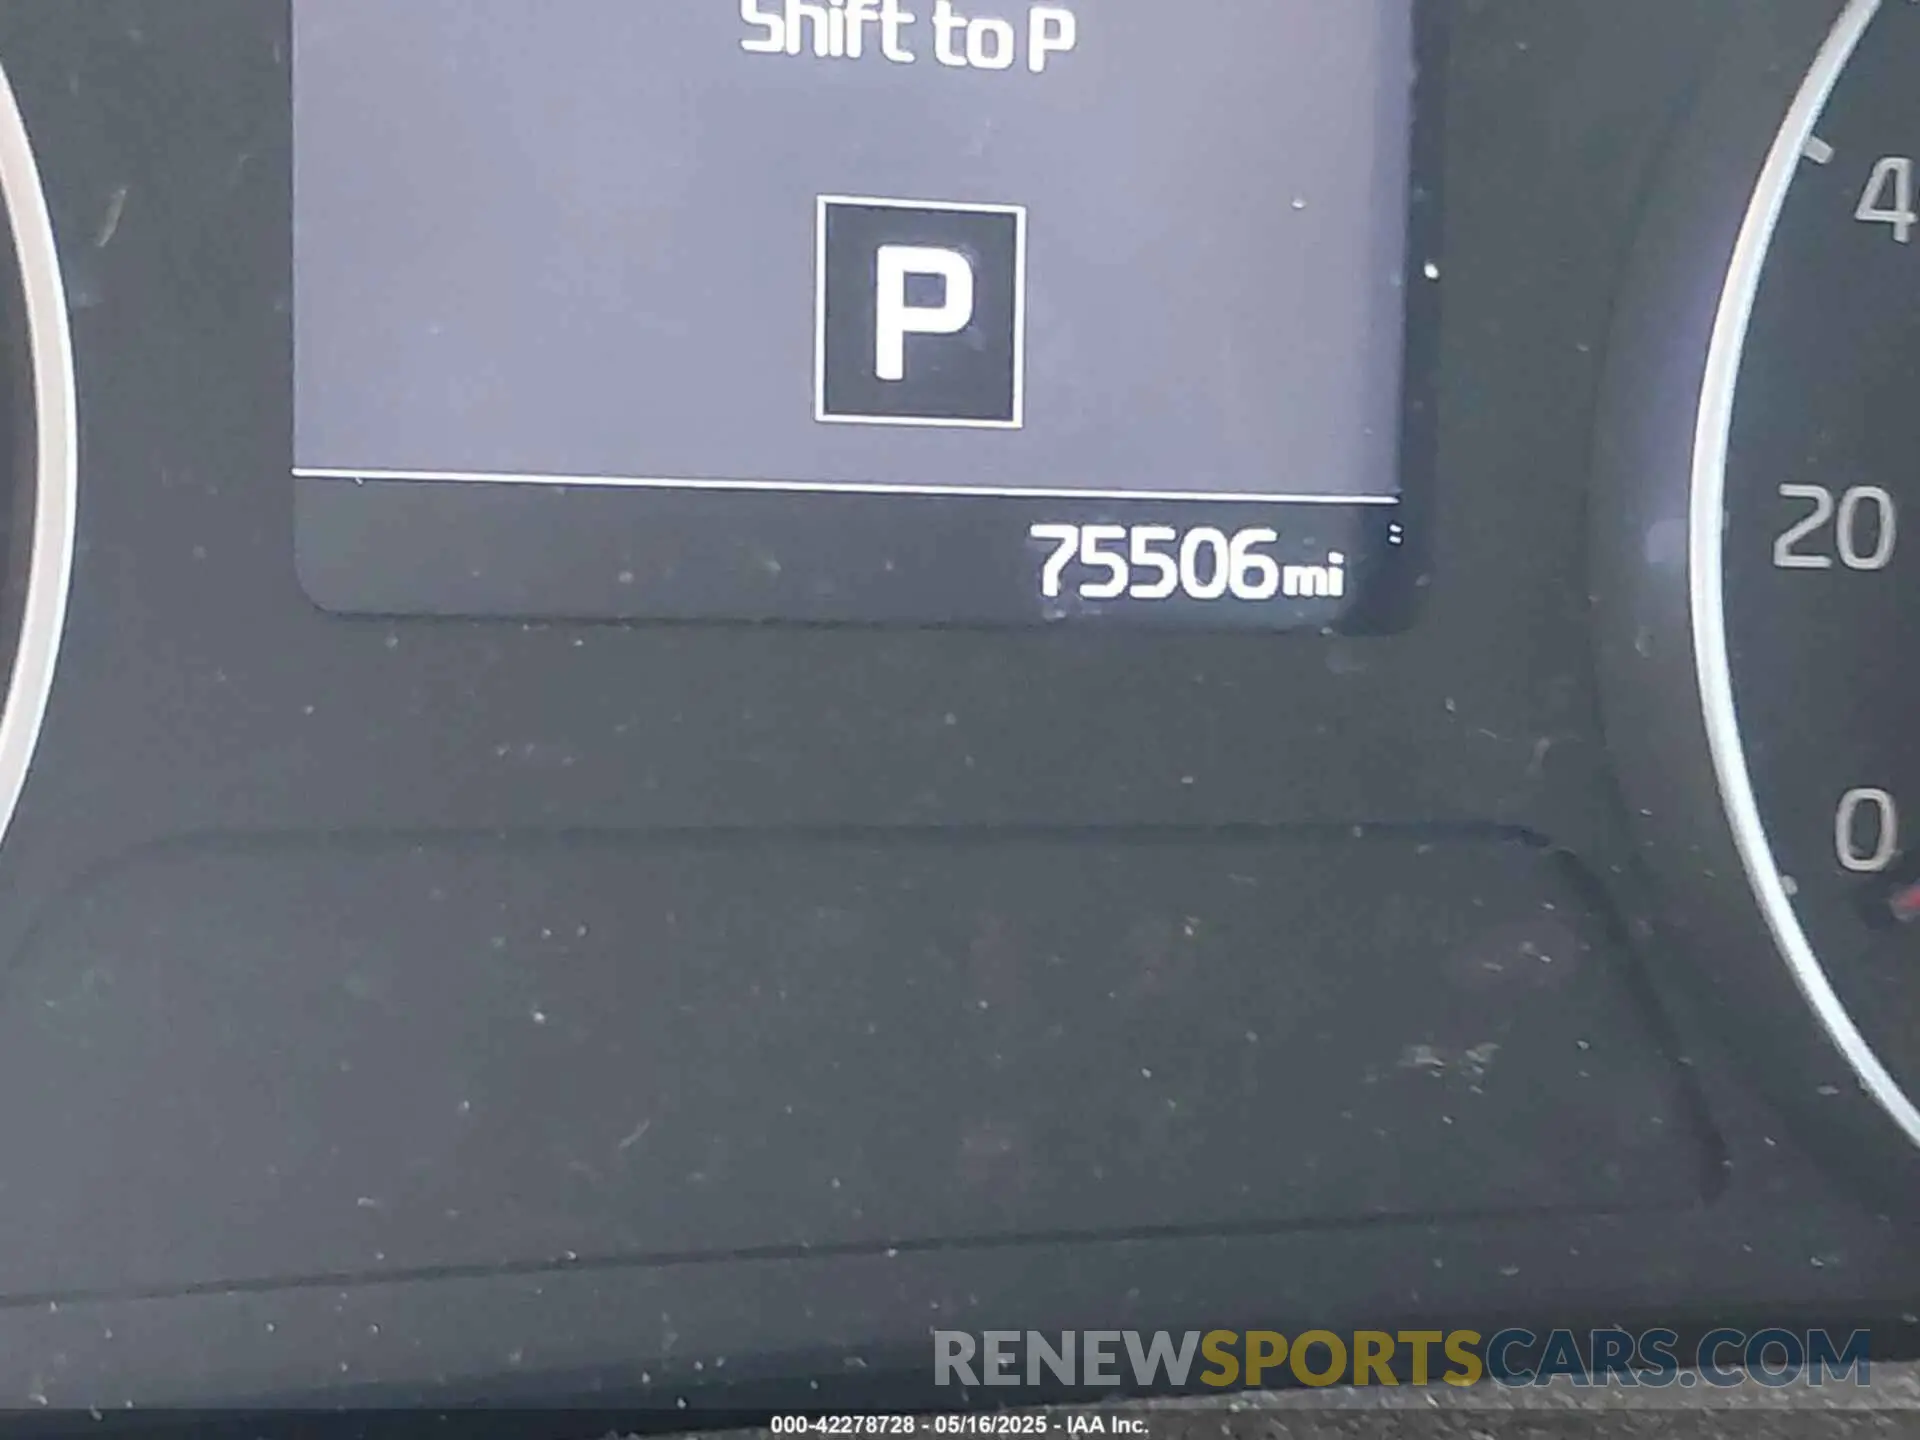 Shift to P
P
4
75506mi
20
0
RENEWSPORTSCARS.COM
000-42278728 - 05/16/2025 - IAA Inc.